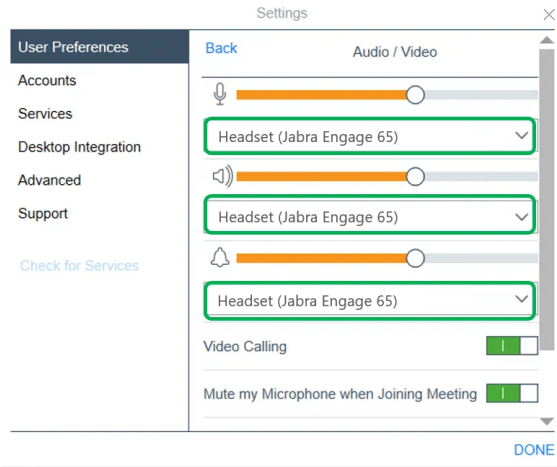 Settings
User Preferences
Accounts
Services
Desktop Integration
Advanced
Support
Check for Services
Back
Audio / Video
Headset (Jabra Engage 65)
Headset (Jabra Engage 65)
Headset (Jabra Engage 65)
Video Calling
Mute my Microphone when Joining Meeting
DONE